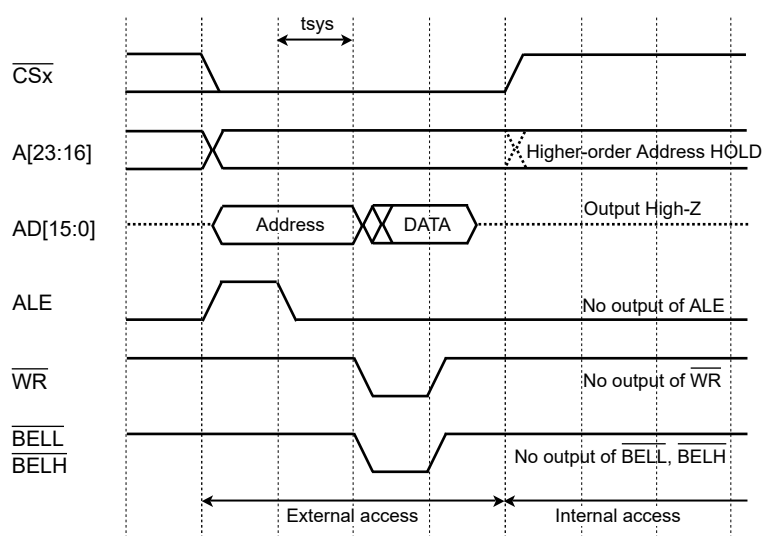 tsys
CSx
A[23:16]
Higher-order Address HOLD
AD[15:0]
Address
DATA
Output High-Z
ALE
No output of ALE
WR
No output of WR
BELL
BELH
No output of BELL, BELH
External access
Internal access